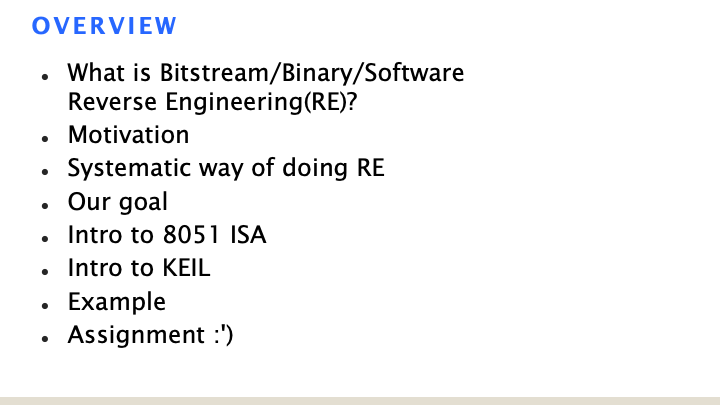 OVERVIEW
• What is Bitstream/Binary/Software
Reverse Engineering(RE)?
• Motivation
• Systematic way of doing RE
• Our goal
• Intro to 8051 ISA
• Intro to KEIL
• Example
• Assignment :')